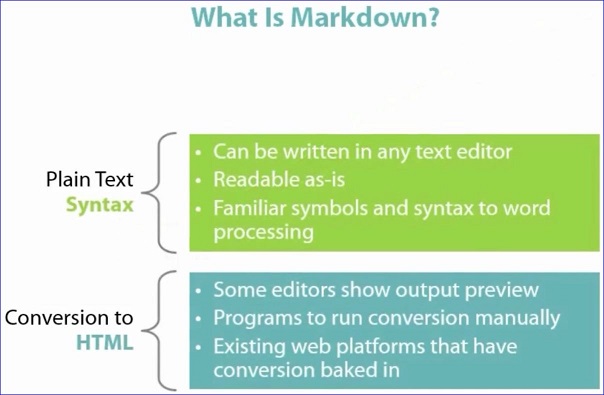 What Is Markdown?
Plain Text
Syntax
• Can be written in any text editor
• Readable as-is
• Familiar symbols and syntax to word
processing
Conversion to
HTML
• Some editors show output preview
• Programs to run conversion manually
• Existing web platforms that have
conversion baked in